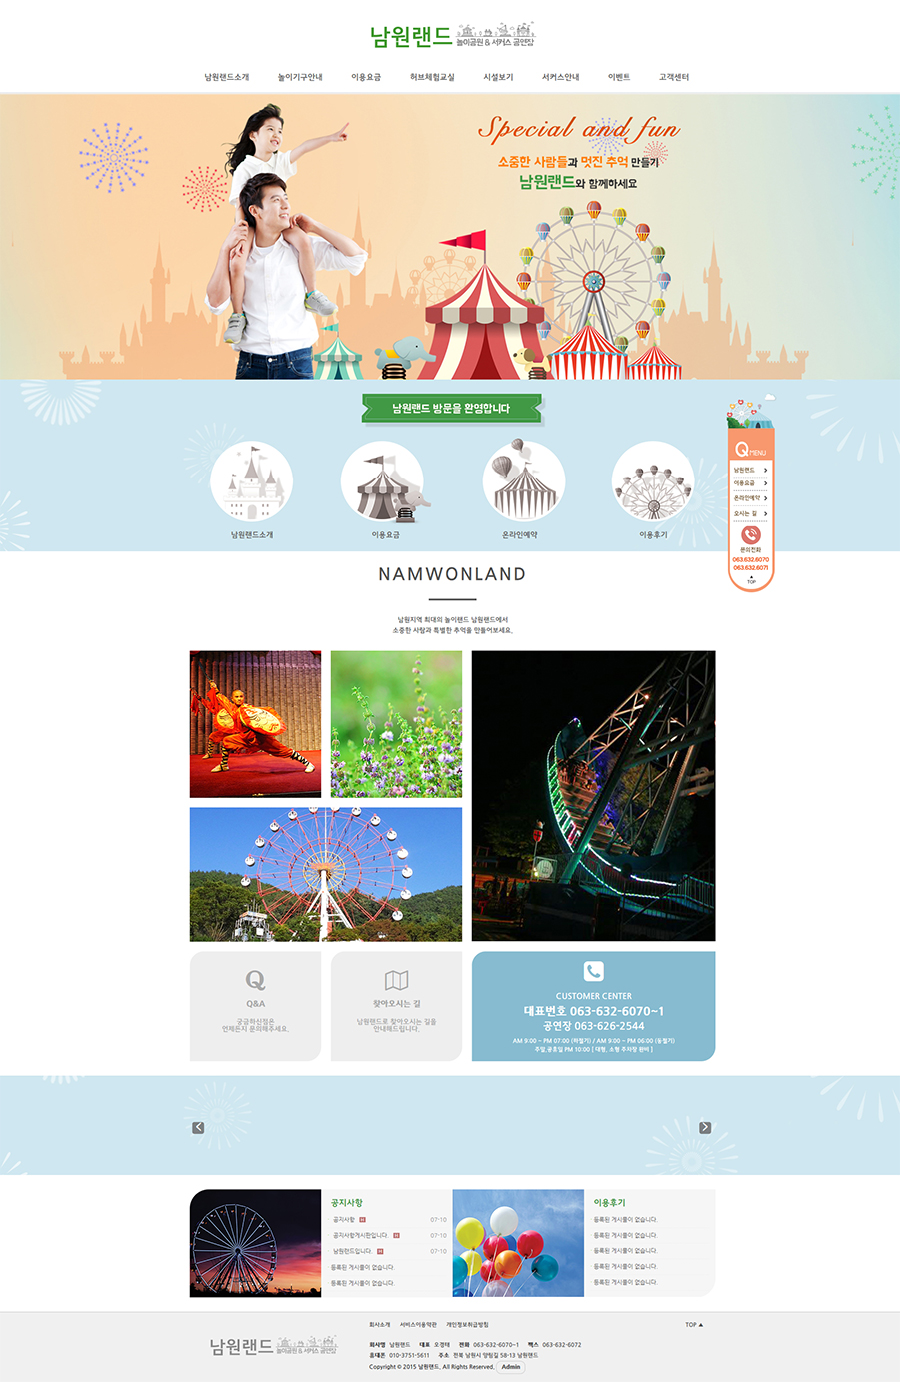 남원랜드 놀이공원 & 서커스 공연장
남원랜드소개 놀이기구안내 이용요금 허브체험교실 시설보기 서커스안내 이벤트 고객센터
Special and fun
소중한 사람들과 멋진 추억 만들기
남원랜드와 함께하세요
남원랜드 방문을 환영합니다
남원랜드소개 이용요금 온라인예약 이용후기
Q MENU
남원랜드
이용요금
온라인예약
오시는 길
문의전화
063.632.6070
063.632.6071
TOP
NAMWONLAND
남원지역 최대의 놀이랜드 남원랜드에서
소중한 사람과 특별한 추억을 만들어보세요.
Q
Q&A
궁금하신점은
언제든지 문의해주세요.
찾아오시는 길
남원랜드로 찾아오시는 길을
안내해드립니다.
CUSTOMER CENTER
대표번호 063-632-6070~1
공연장 063-626-2544
AM 9:00 ~ PM 07:00 (하절기) / AM 9:00 ~ PM 06:00 (동절기)
주말,공휴일 PM 10:00 [ 대형, 소형 주차장 완비 ]
공지사항
공지사항 07-10
공지사항게시판입니다. 07-10
남원랜드입니다. 07-10
등록된 게시물이 없습니다.
등록된 게시물이 없습니다.
이용후기
등록된 게시물이 없습니다.
등록된 게시물이 없습니다.
등록된 게시물이 없습니다.
등록된 게시물이 없습니다.
등록된 게시물이 없습니다.
회사소개 서비스이용약관 개인정보취급방침 TOP ▲
남원랜드 놀이공원 & 서커스 공연장
회사명 남원랜드 대표 오경태 전화 063-632-6070~1 팩스 063-632-6072
휴대폰 010-3751-5611 주소 전북 남원시 양림길 58-13 남원랜드
Copyright © 2015 남원랜드. All Rights Reserved. Admin